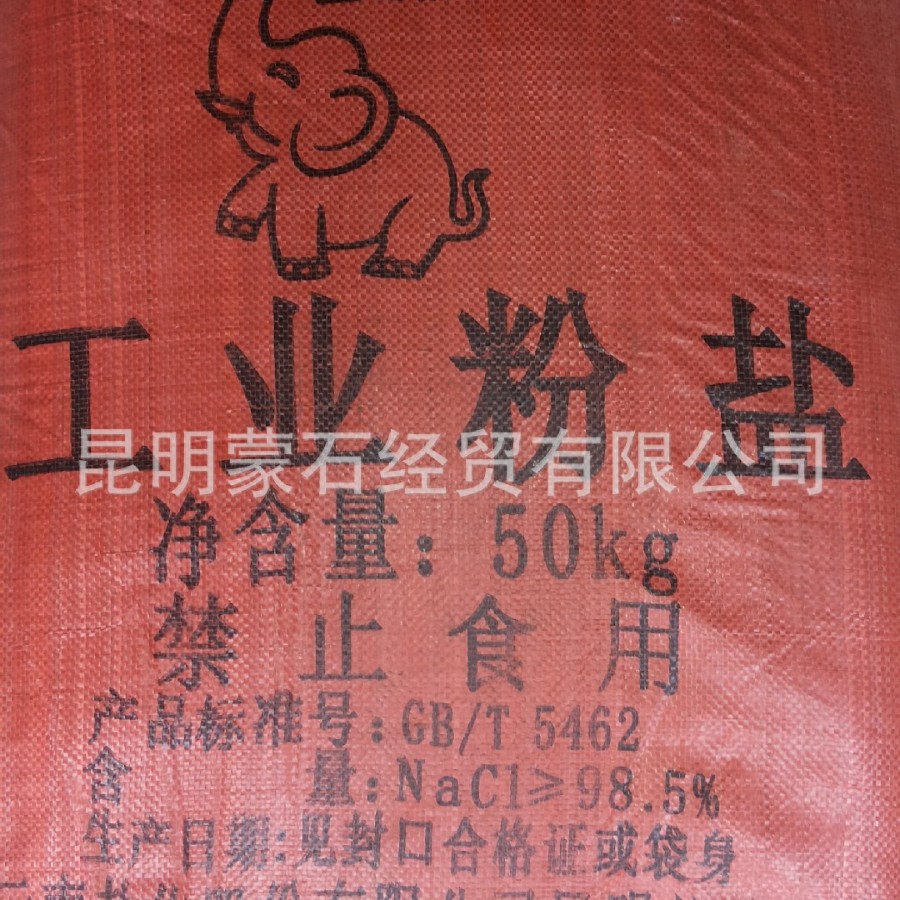 工业粉盐
昆明蒙石经贸有限公司
净含量：50kg
禁止食用
产品标准号：GB/T 5462
含量：NaCl≥98.5%
生产日期：见封口合格证或袋身